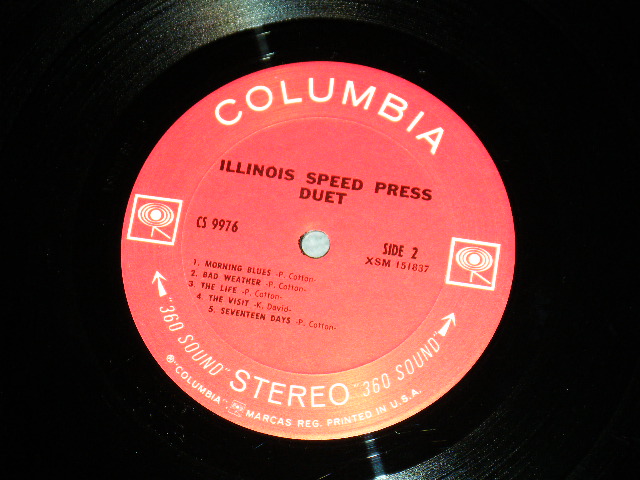 COLUMBIA
ILLINOIS SPEED PRESS
DUET
CS 9976
SIDE 2
XSM 151837
1. MORNING BLUES -P. Cotton-
2. BAD WEATHER -P. Cotton-
3. THE LIFE -P. Cotton-
4. THE VISIT -K. David-
5. SEVENTEEN DAYS -P. Cotton-
"360 SOUND" STEREO "360 SOUND"
® "COLUMBIA", MARCAS REG. PRINTED IN U.S.A.